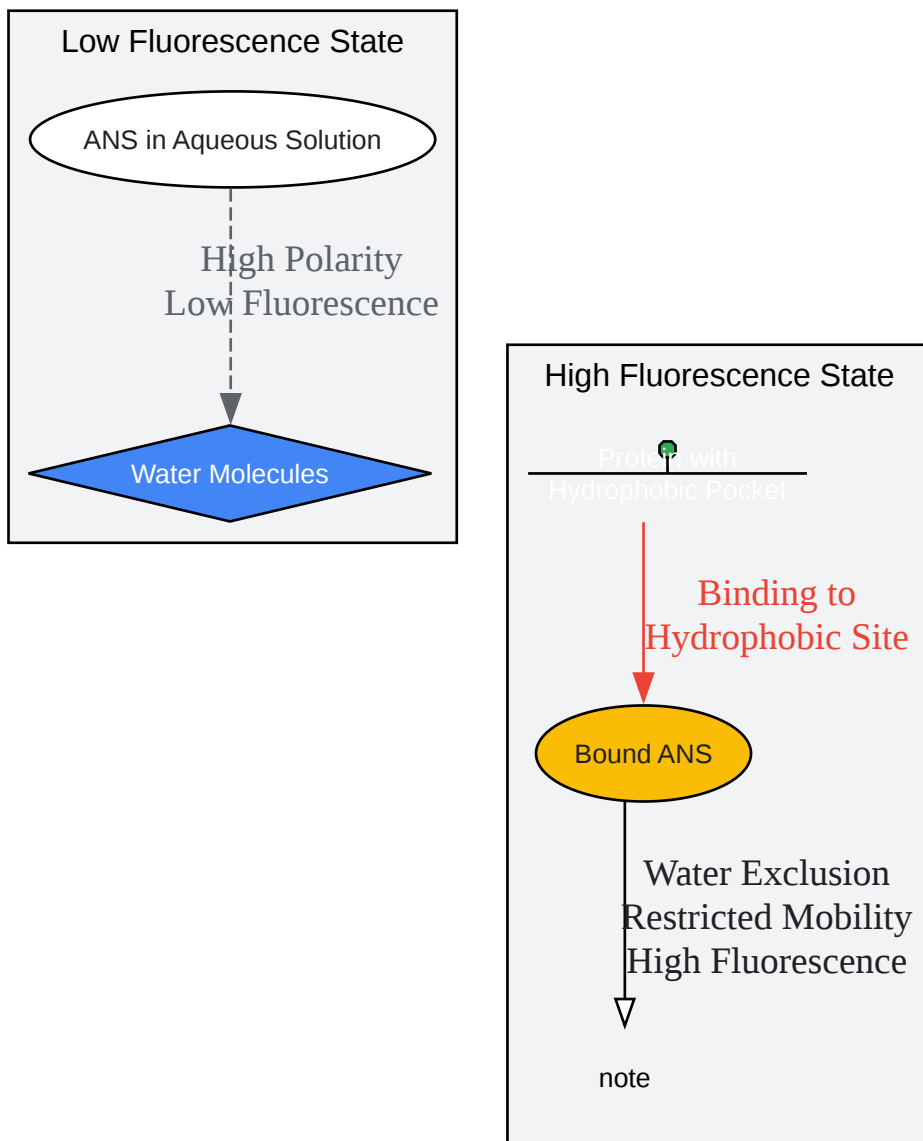 Low Fluorescence State
ANS in Aqueous Solution
High Polarity
Low Fluorescence
Water Molecules
High Fluorescence State
Protein with
Hydrophobic Pocket
Binding to
Hydrophobic Site
Bound ANS
Water Exclusion
Restricted Mobility
High Fluorescence
note